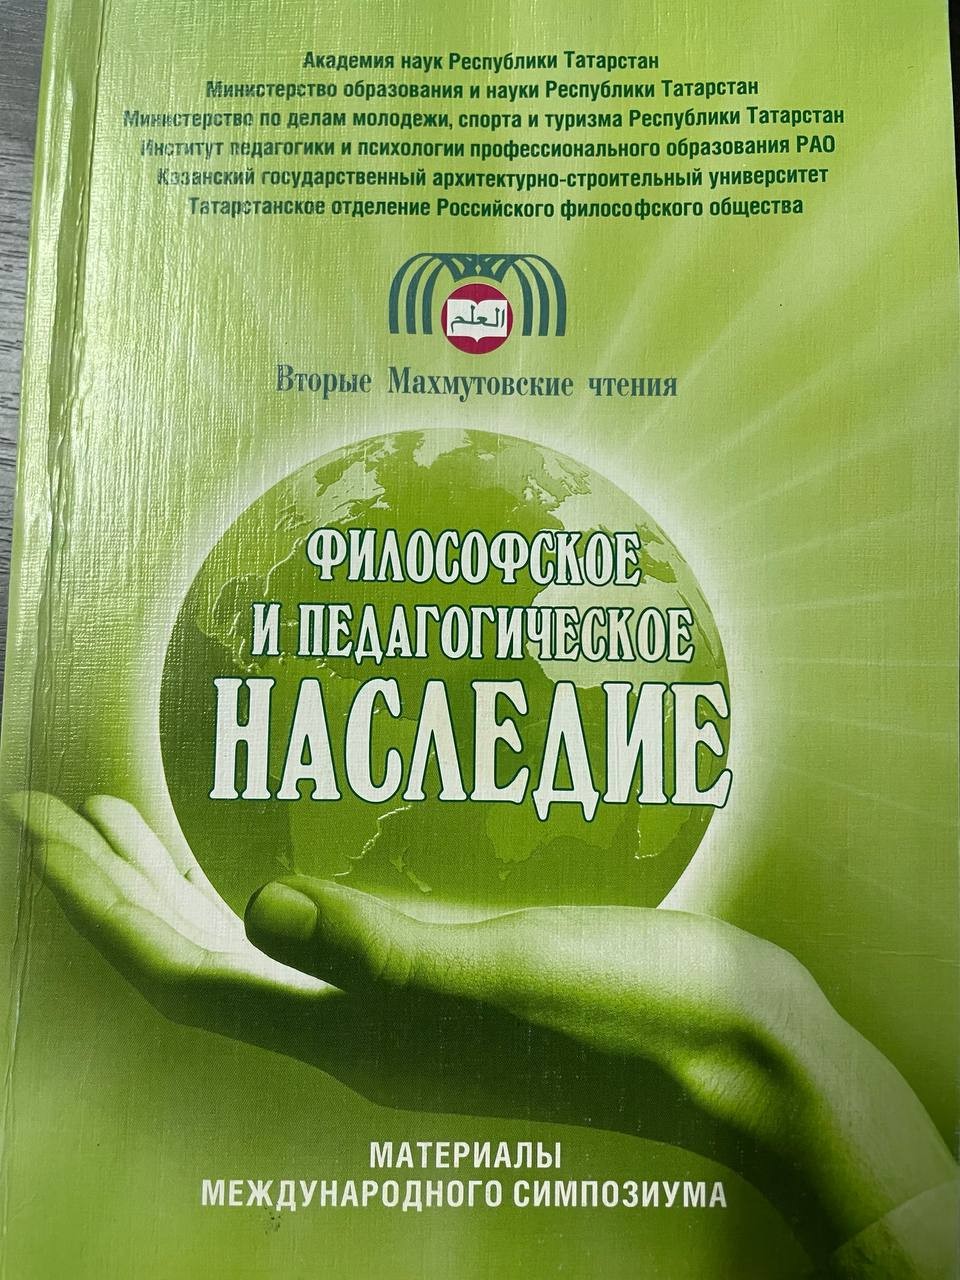 Академия наук Республики Татарстан
Министерство образования и науки Республики Татарстан
Министерство по делам молодежи, спорта и туризма Республики Татарстан
Институт педагогики и психологии профессионального образования РАО
Казанский государственный архитектурно-строительный университет
Татарстанское отделение Российского философского общества
العلم
Вторые Махмутовские чтения
ФИЛОСОФСКОЕ
И ПЕДАГОГИЧЕСКОЕ
НАСЛЕДИЕ
МАТЕРИАЛЫ
МЕЖДУНАРОДНОГО СИМПОЗИУМА